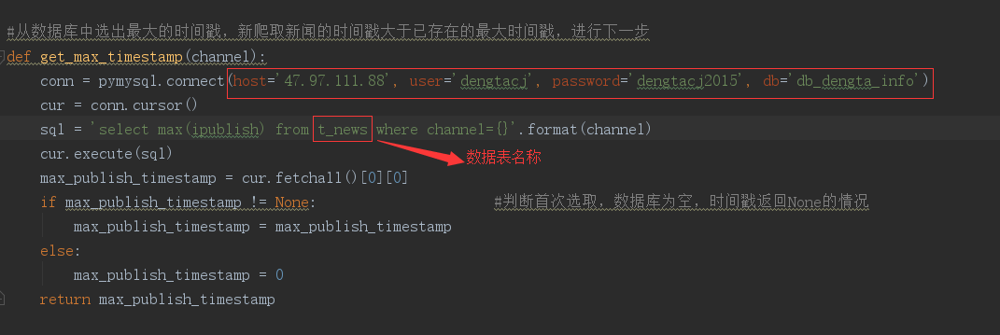 #从数据库中选出最大的时间戳，新爬取新闻的时间戳大于已存在的最大时间戳，进行下一步
def get_max_timestamp(channel):
conn = pymysql.connect(host='47.97.111.88', user='dengtacj', password='dengtacj2015', db='db_dengta_info')
cur = conn.cursor()
sql = 'select max(ipublish) from t_news where channel={}'.format(channel)
cur.execute(sql)
数据表名称
max_publish_timestamp = cur.fetchall()[0][0]
if max_publish_timestamp != None: #判断首次选取，数据库为空，时间戳返回None的情况
max_publish_timestamp = max_publish_timestamp
else:
max_publish_timestamp = 0
return max_publish_timestamp